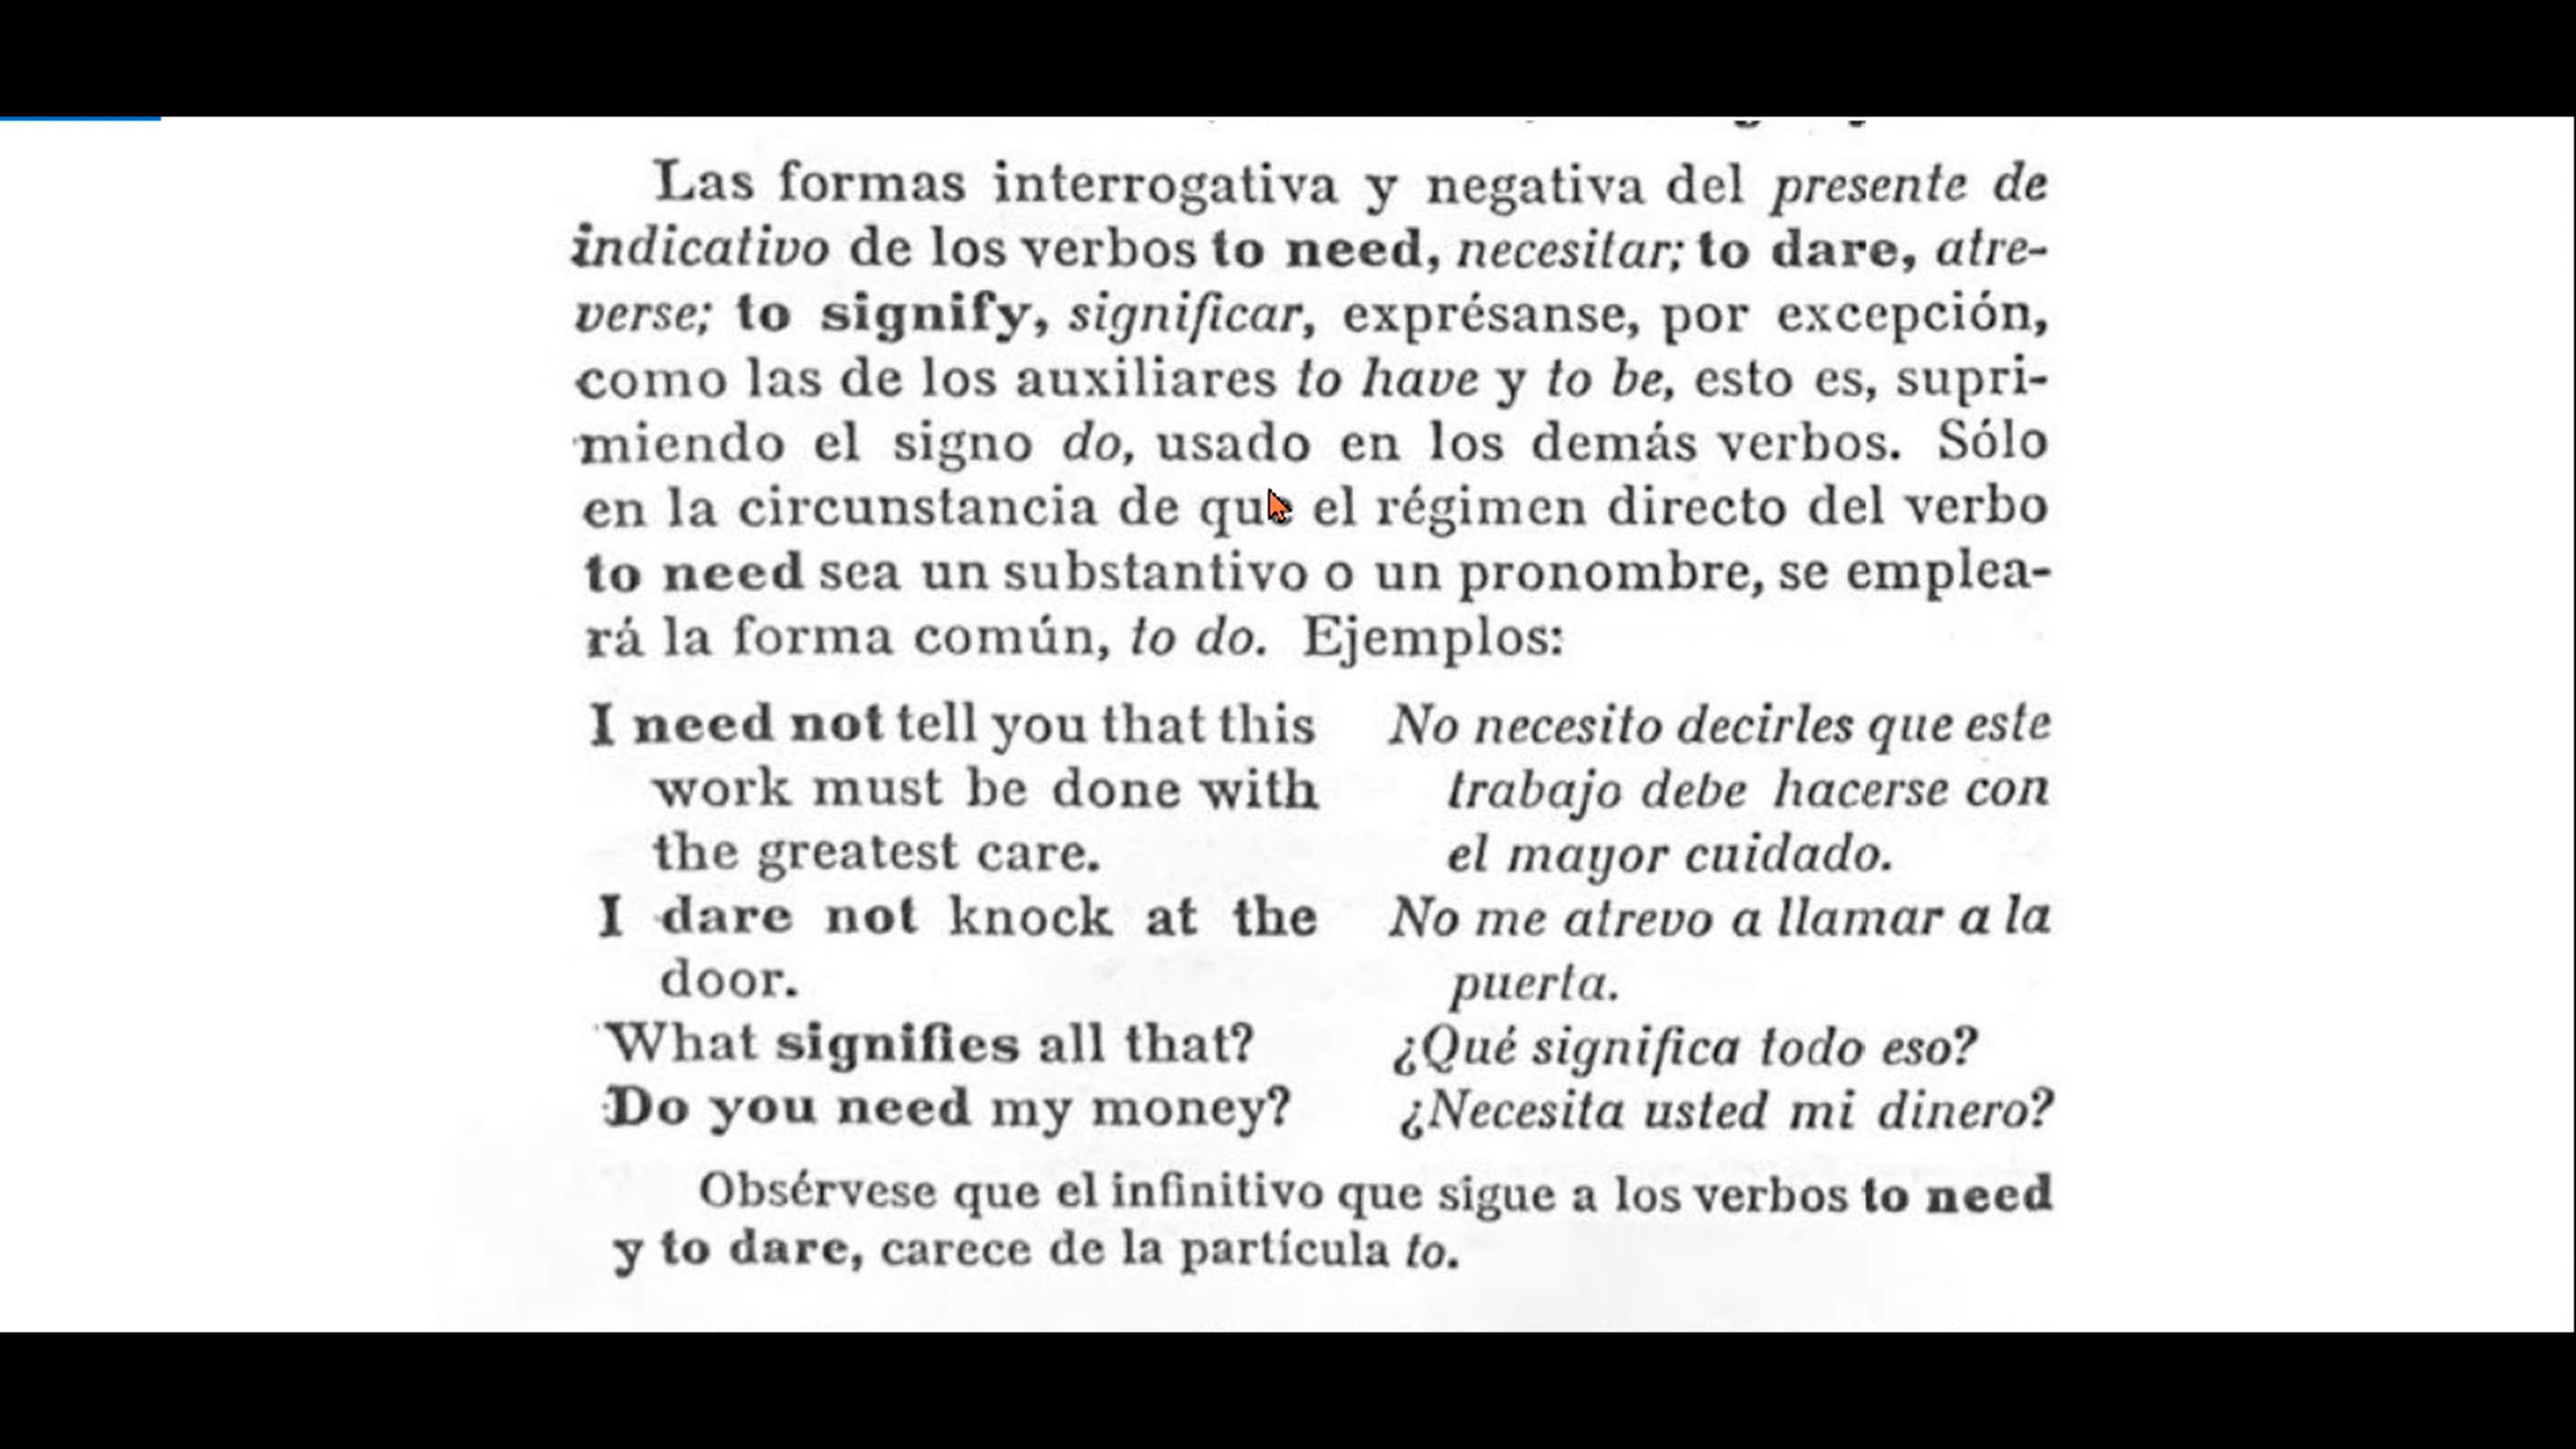 Las formas interrogativa y negativa del presente de
indicativo de los verbos to need, necesitar; to dare, atre-
verse; to signify, significar, exprésanse, por excepción,
como las de los auxiliares to have y to be, esto es, supri-
miendo el signo do, usado en los demás verbos. Sólo
en la circunstancia de que el régimen directo del verbo
to need sea un substantivo o un pronombre, se emplea-
rá la forma común, to do. Ejemplos:
I need not tell you that this
work must be done with
the greatest care.
No necesito decirles que este
trabajo debe hacerse con
el mayor cuidado.
I dare not knock at the
door.
No me atrevo a llamar a la
puerta.
What signifies all that?
¿Qué significa todo eso?
Do you need my money?
¿Necesita usted mi dinero?
Obsérvese que el infinitivo que sigue a los verbos to need
y to dare, carece de la partícula to.